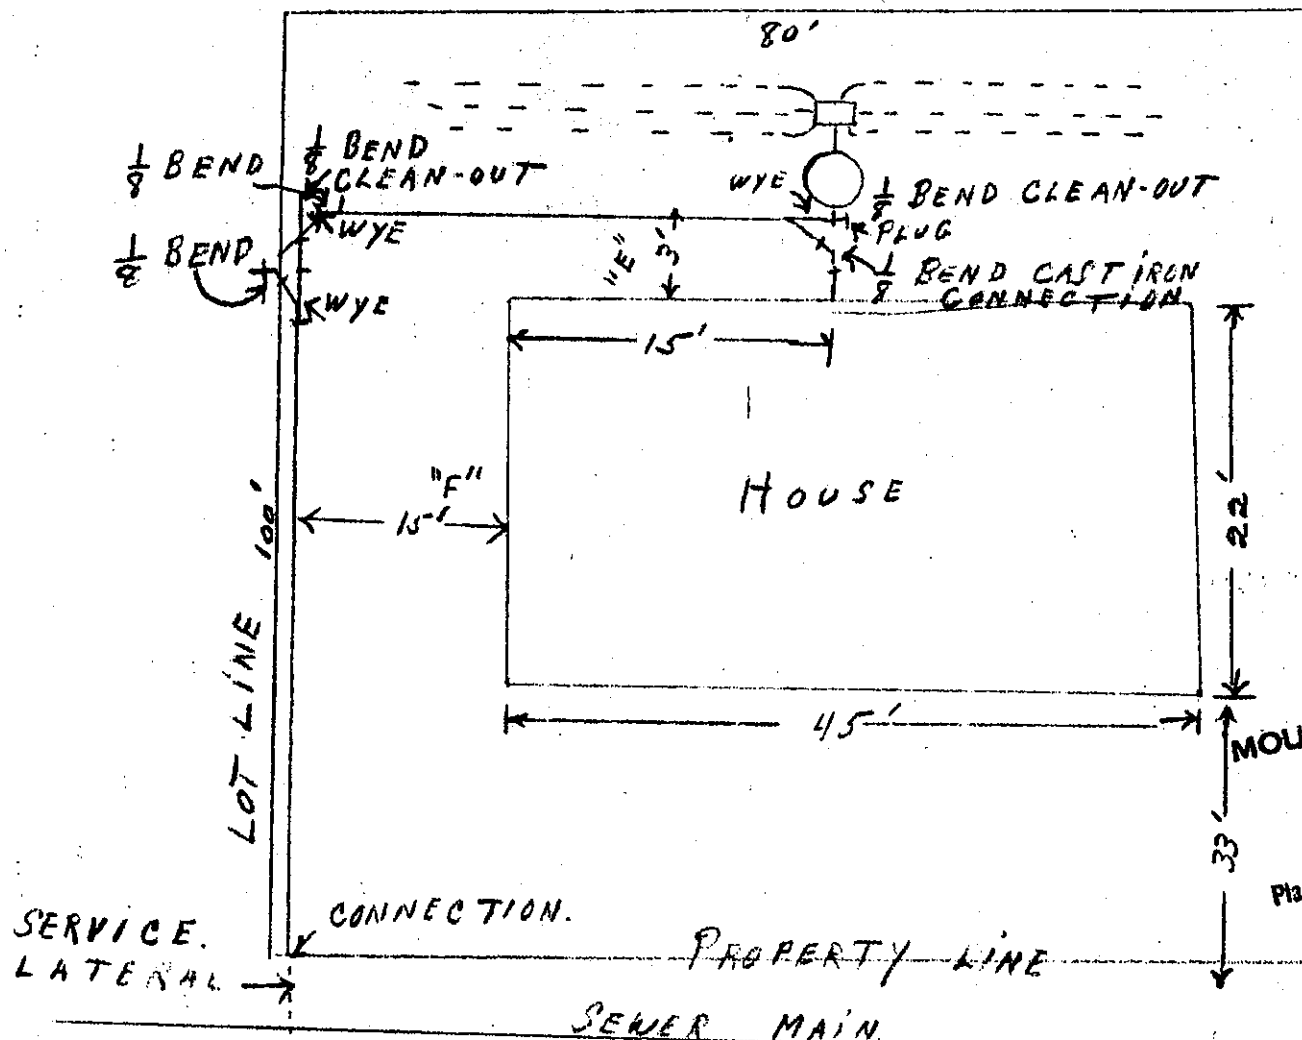 80'
1/8 BEND
1/8 BEND
CLEAN-OUT
WYE
1/8 BEND CLEAN-OUT
WYE
PLUG
1/8 BEND
"E" 3'
1/8 BEND CAST IRON
CONNECTION
WYE
15'
"F"
15'
HOUSE
22'
LOT LINE 100'
45'
MOU
33'
Pla
CONNECTION.
SERVICE.
LATERAL
PROPERTY LINE
SEWER MAIN